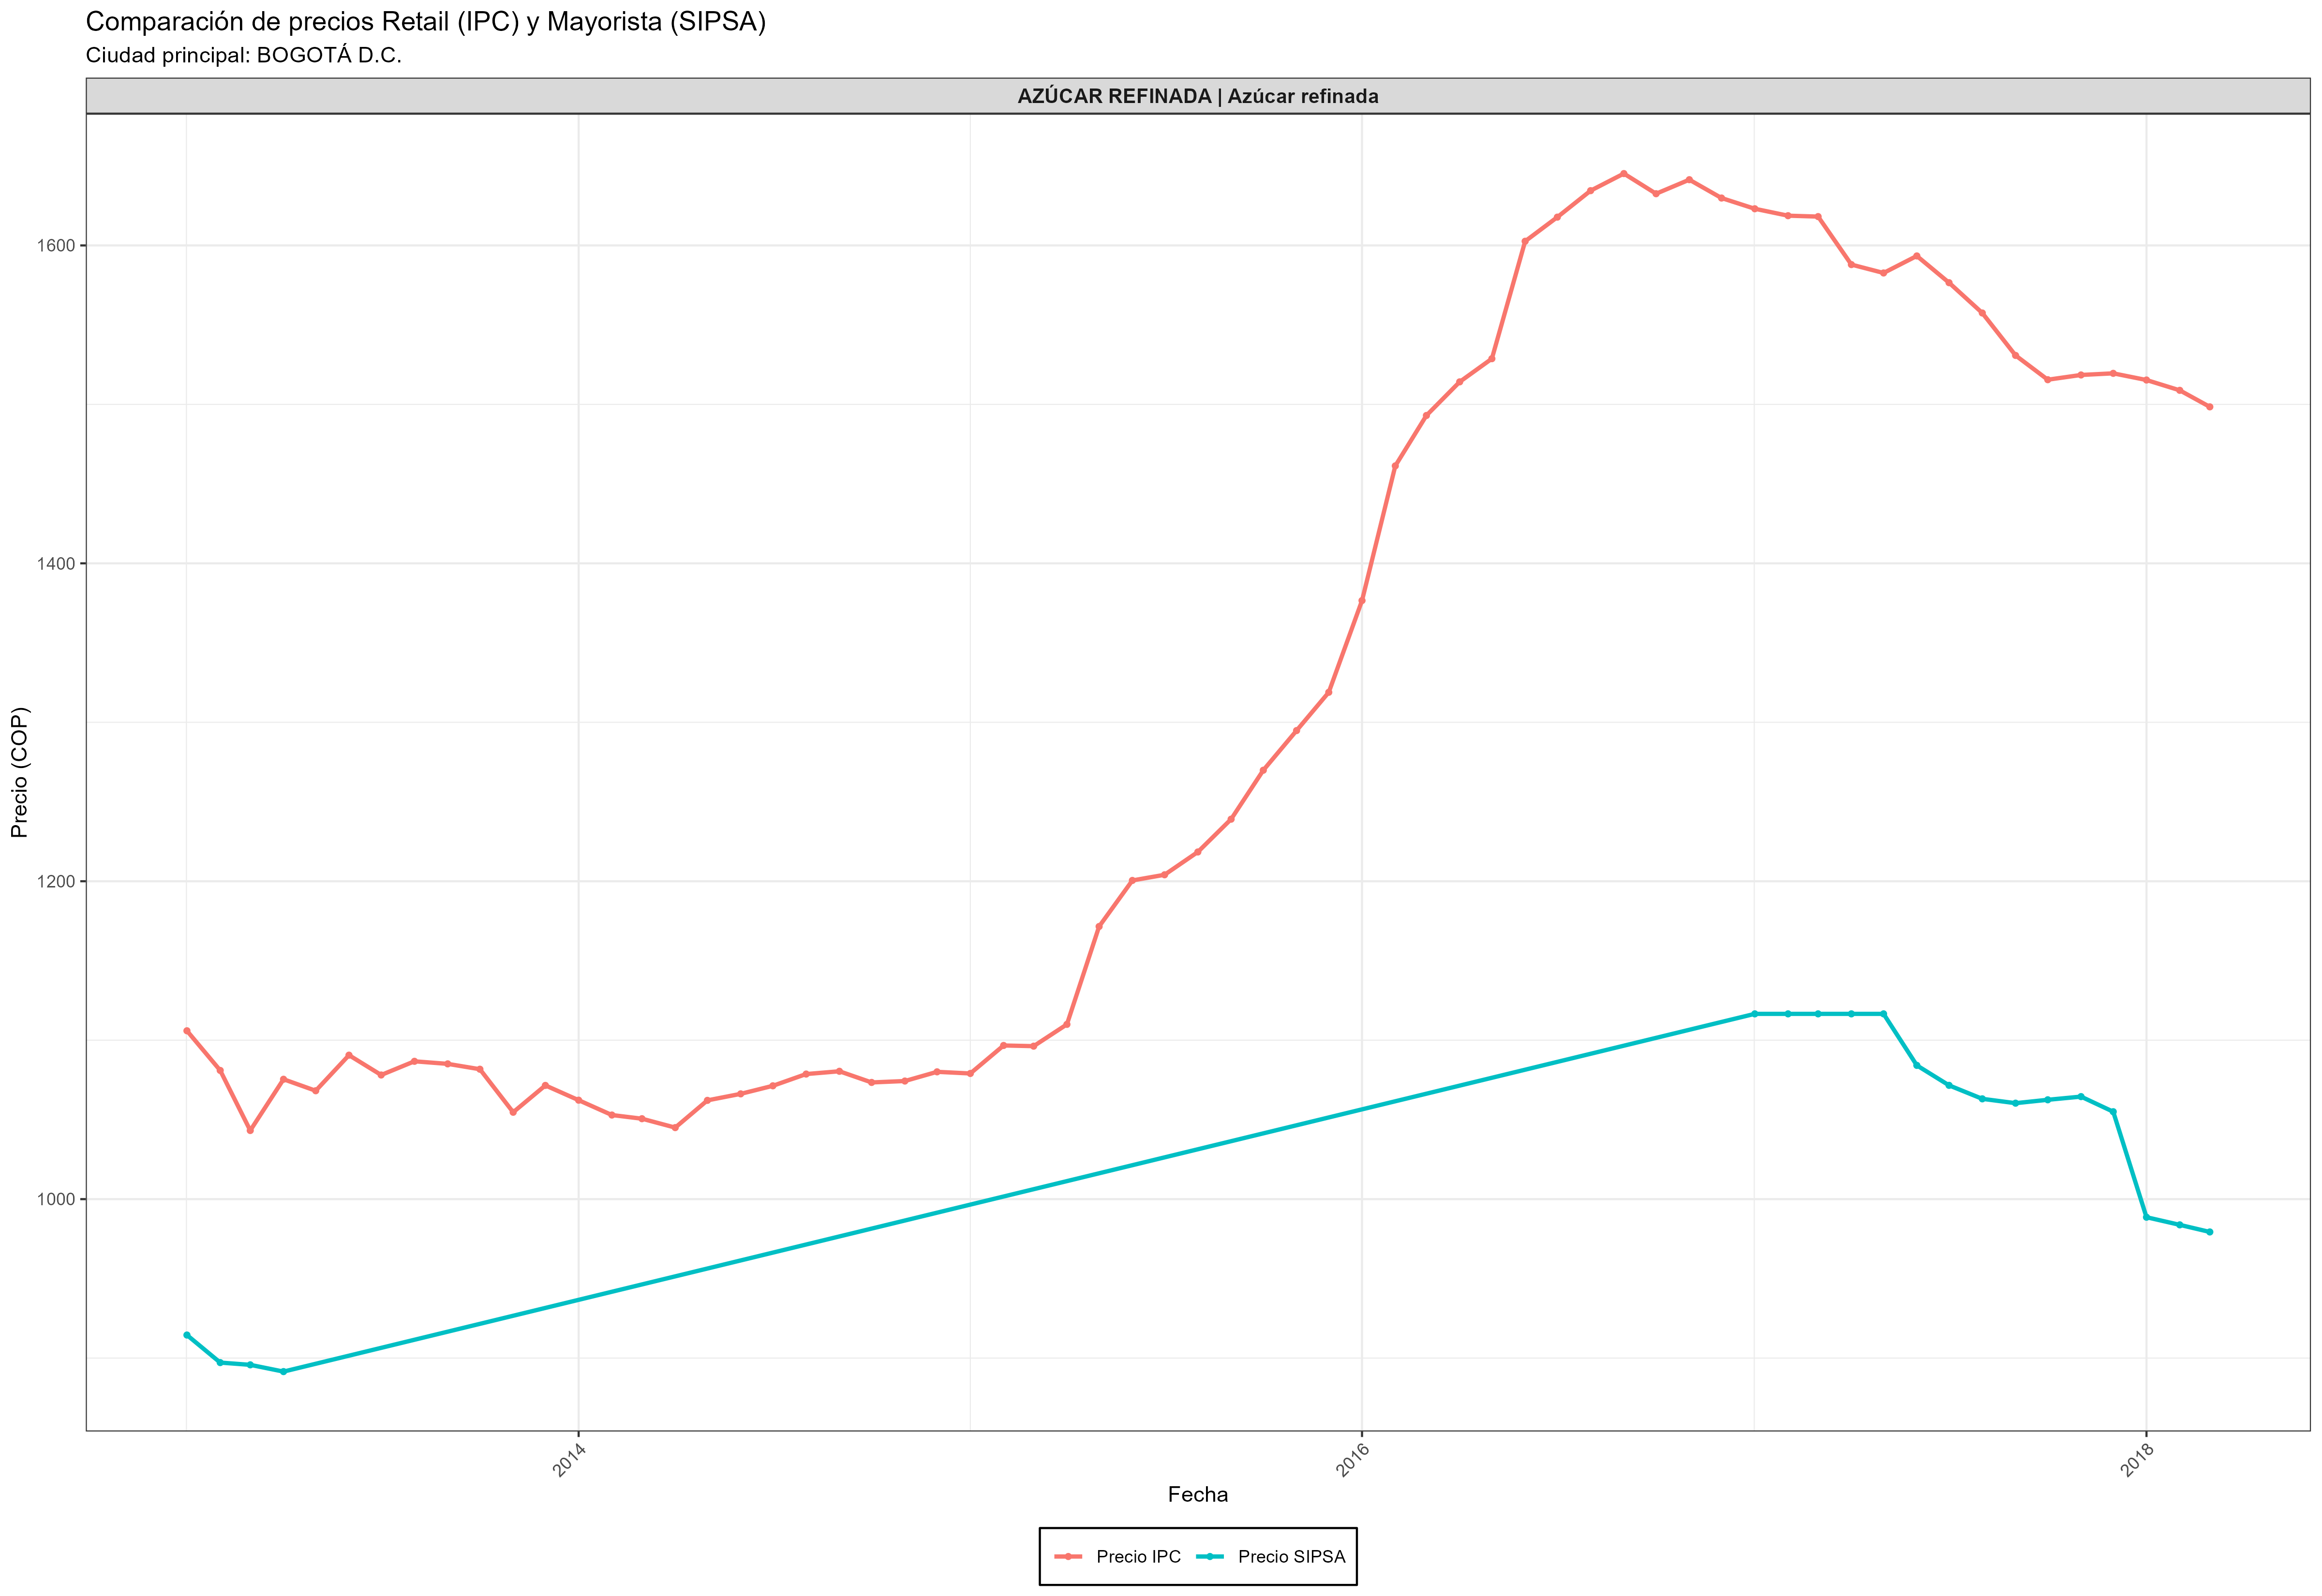 Comparación de precios Retail (IPC) y Mayorista (SIPSA)
Ciudad principal: BOGOTÁ D.C.
AZÚCAR REFINADA | Azúcar refinada
1600
1400
1200
1000
Precio (COP)
2014
2016
2018
Fecha
Precio IPC
Precio SIPSA